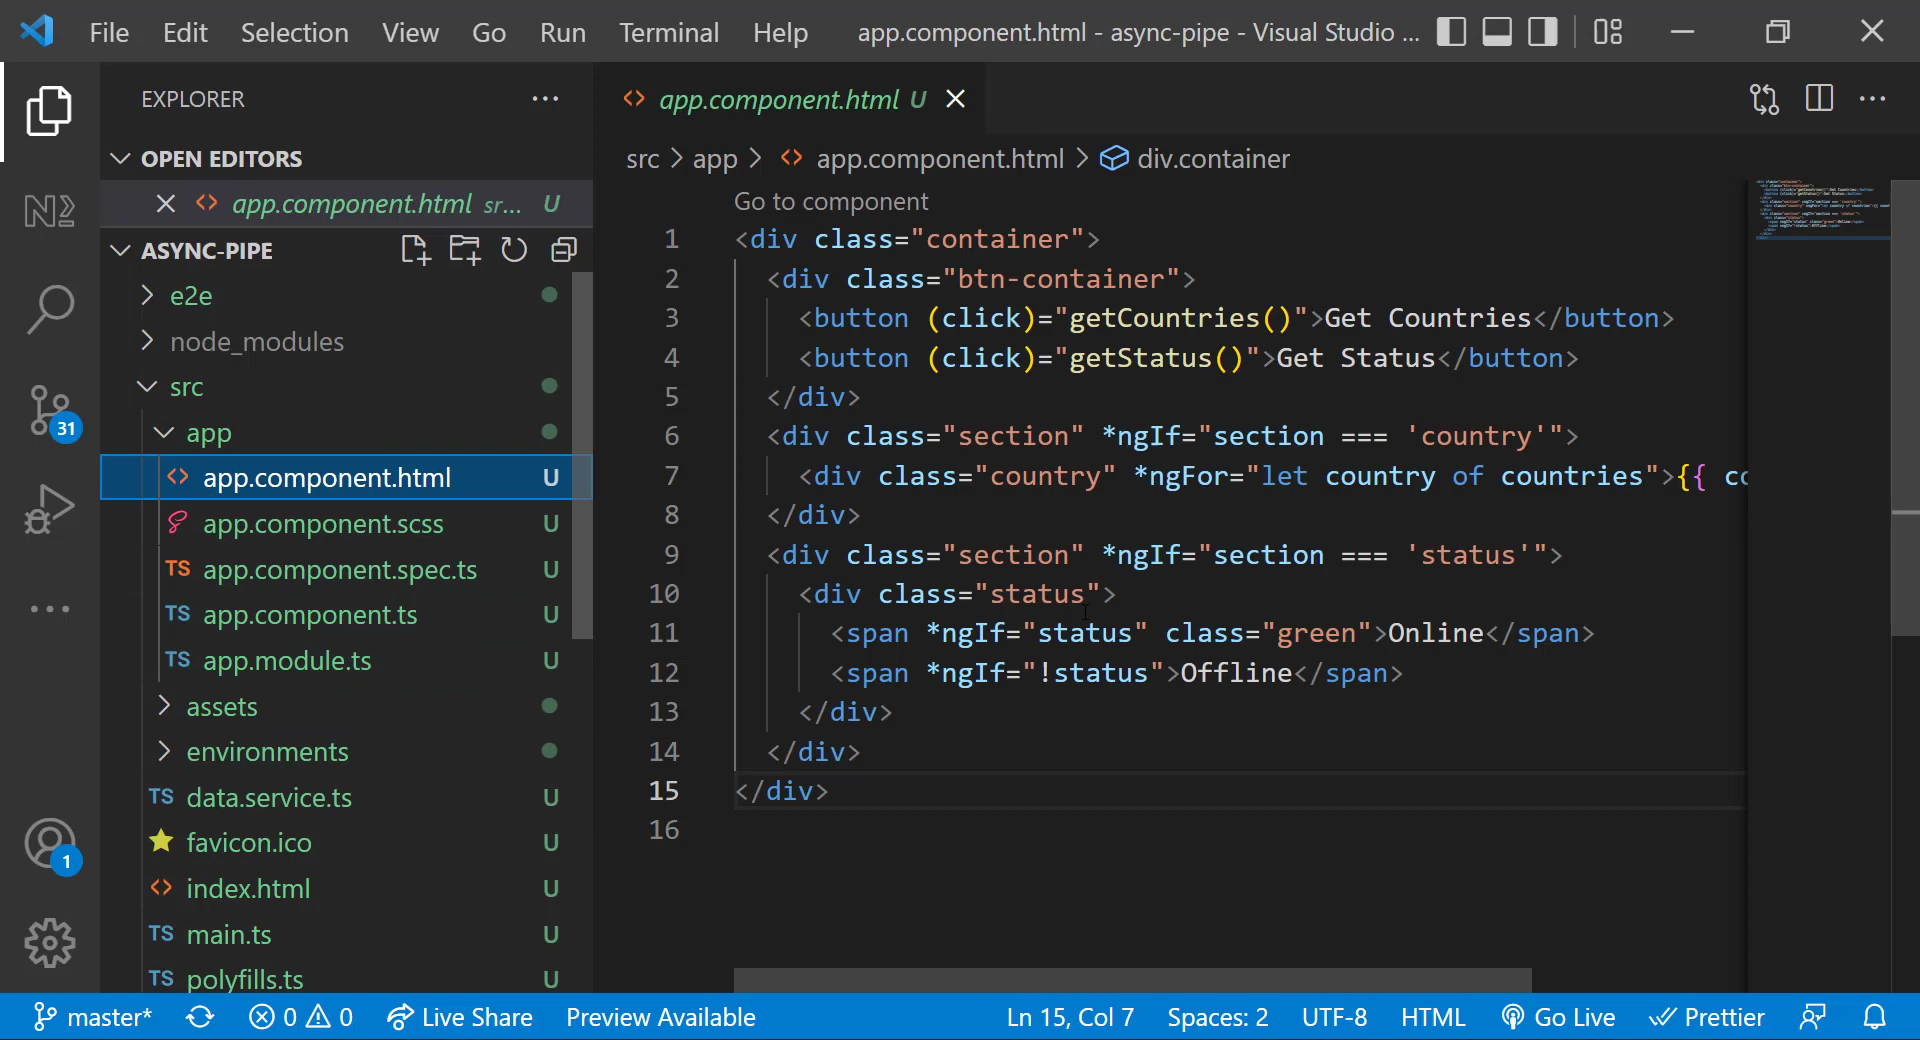 File Edit Selection View Go Run Terminal Help app.component.html - async-pipe - Visual Studio ...
EXPLORER
app.component.html U
OPEN EDITORS
src > app > app.component.html > div.container
app.component.html sr... U
Go to component
ASYNC-PIPE
e2e
node_modules
src
app
app.component.html U
app.component.scss U
TS app.component.spec.ts U
TS app.component.ts U
TS app.module.ts U
assets
environments
TS data.service.ts U
favicon.ico U
index.html U
TS main.ts U
TS polyfills.ts U
31
1
1 <div class="container">
2 <div class="btn-container">
3 <button (click)="getCountries()">Get Countries</button>
4 <button (click)="getStatus()">Get Status</button>
5 </div>
6 <div class="section" *ngIf="section === 'country'">
7 <div class="country" *ngFor="let country of countries">{{ co
8 </div>
9 <div class="section" *ngIf="section === 'status'">
10 <div class="status">
11 <span *ngIf="status" class="green">Online</span>
12 <span *ngIf="!status">Offline</span>
13 </div>
14 </div>
15 </div>
16
master* 0 0 Live Share Preview Available Ln 15, Col 7 Spaces: 2 UTF-8 HTML Go Live Prettier